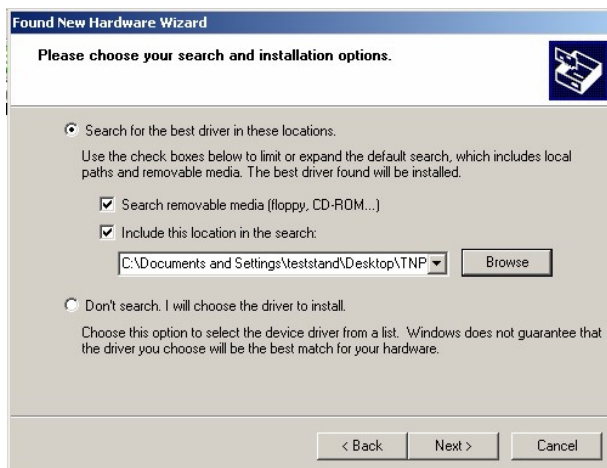 Found New Hardware Wizard
Please choose your search and installation options.
Search for the best driver in these locations.
Use the check boxes below to limit or expand the default search, which includes local
paths and removable media. The best driver found will be installed.
Search removable media (floppy, CD-ROM...)
Include this location in the search:
C:\Documents and Settings\teststand\Desktop\TNP
Browse
Don't search. I will choose the driver to install.
Choose this option to select the device driver from a list. Windows does not guarantee that
the driver you choose will be the best match for your hardware.
< Back Next > Cancel